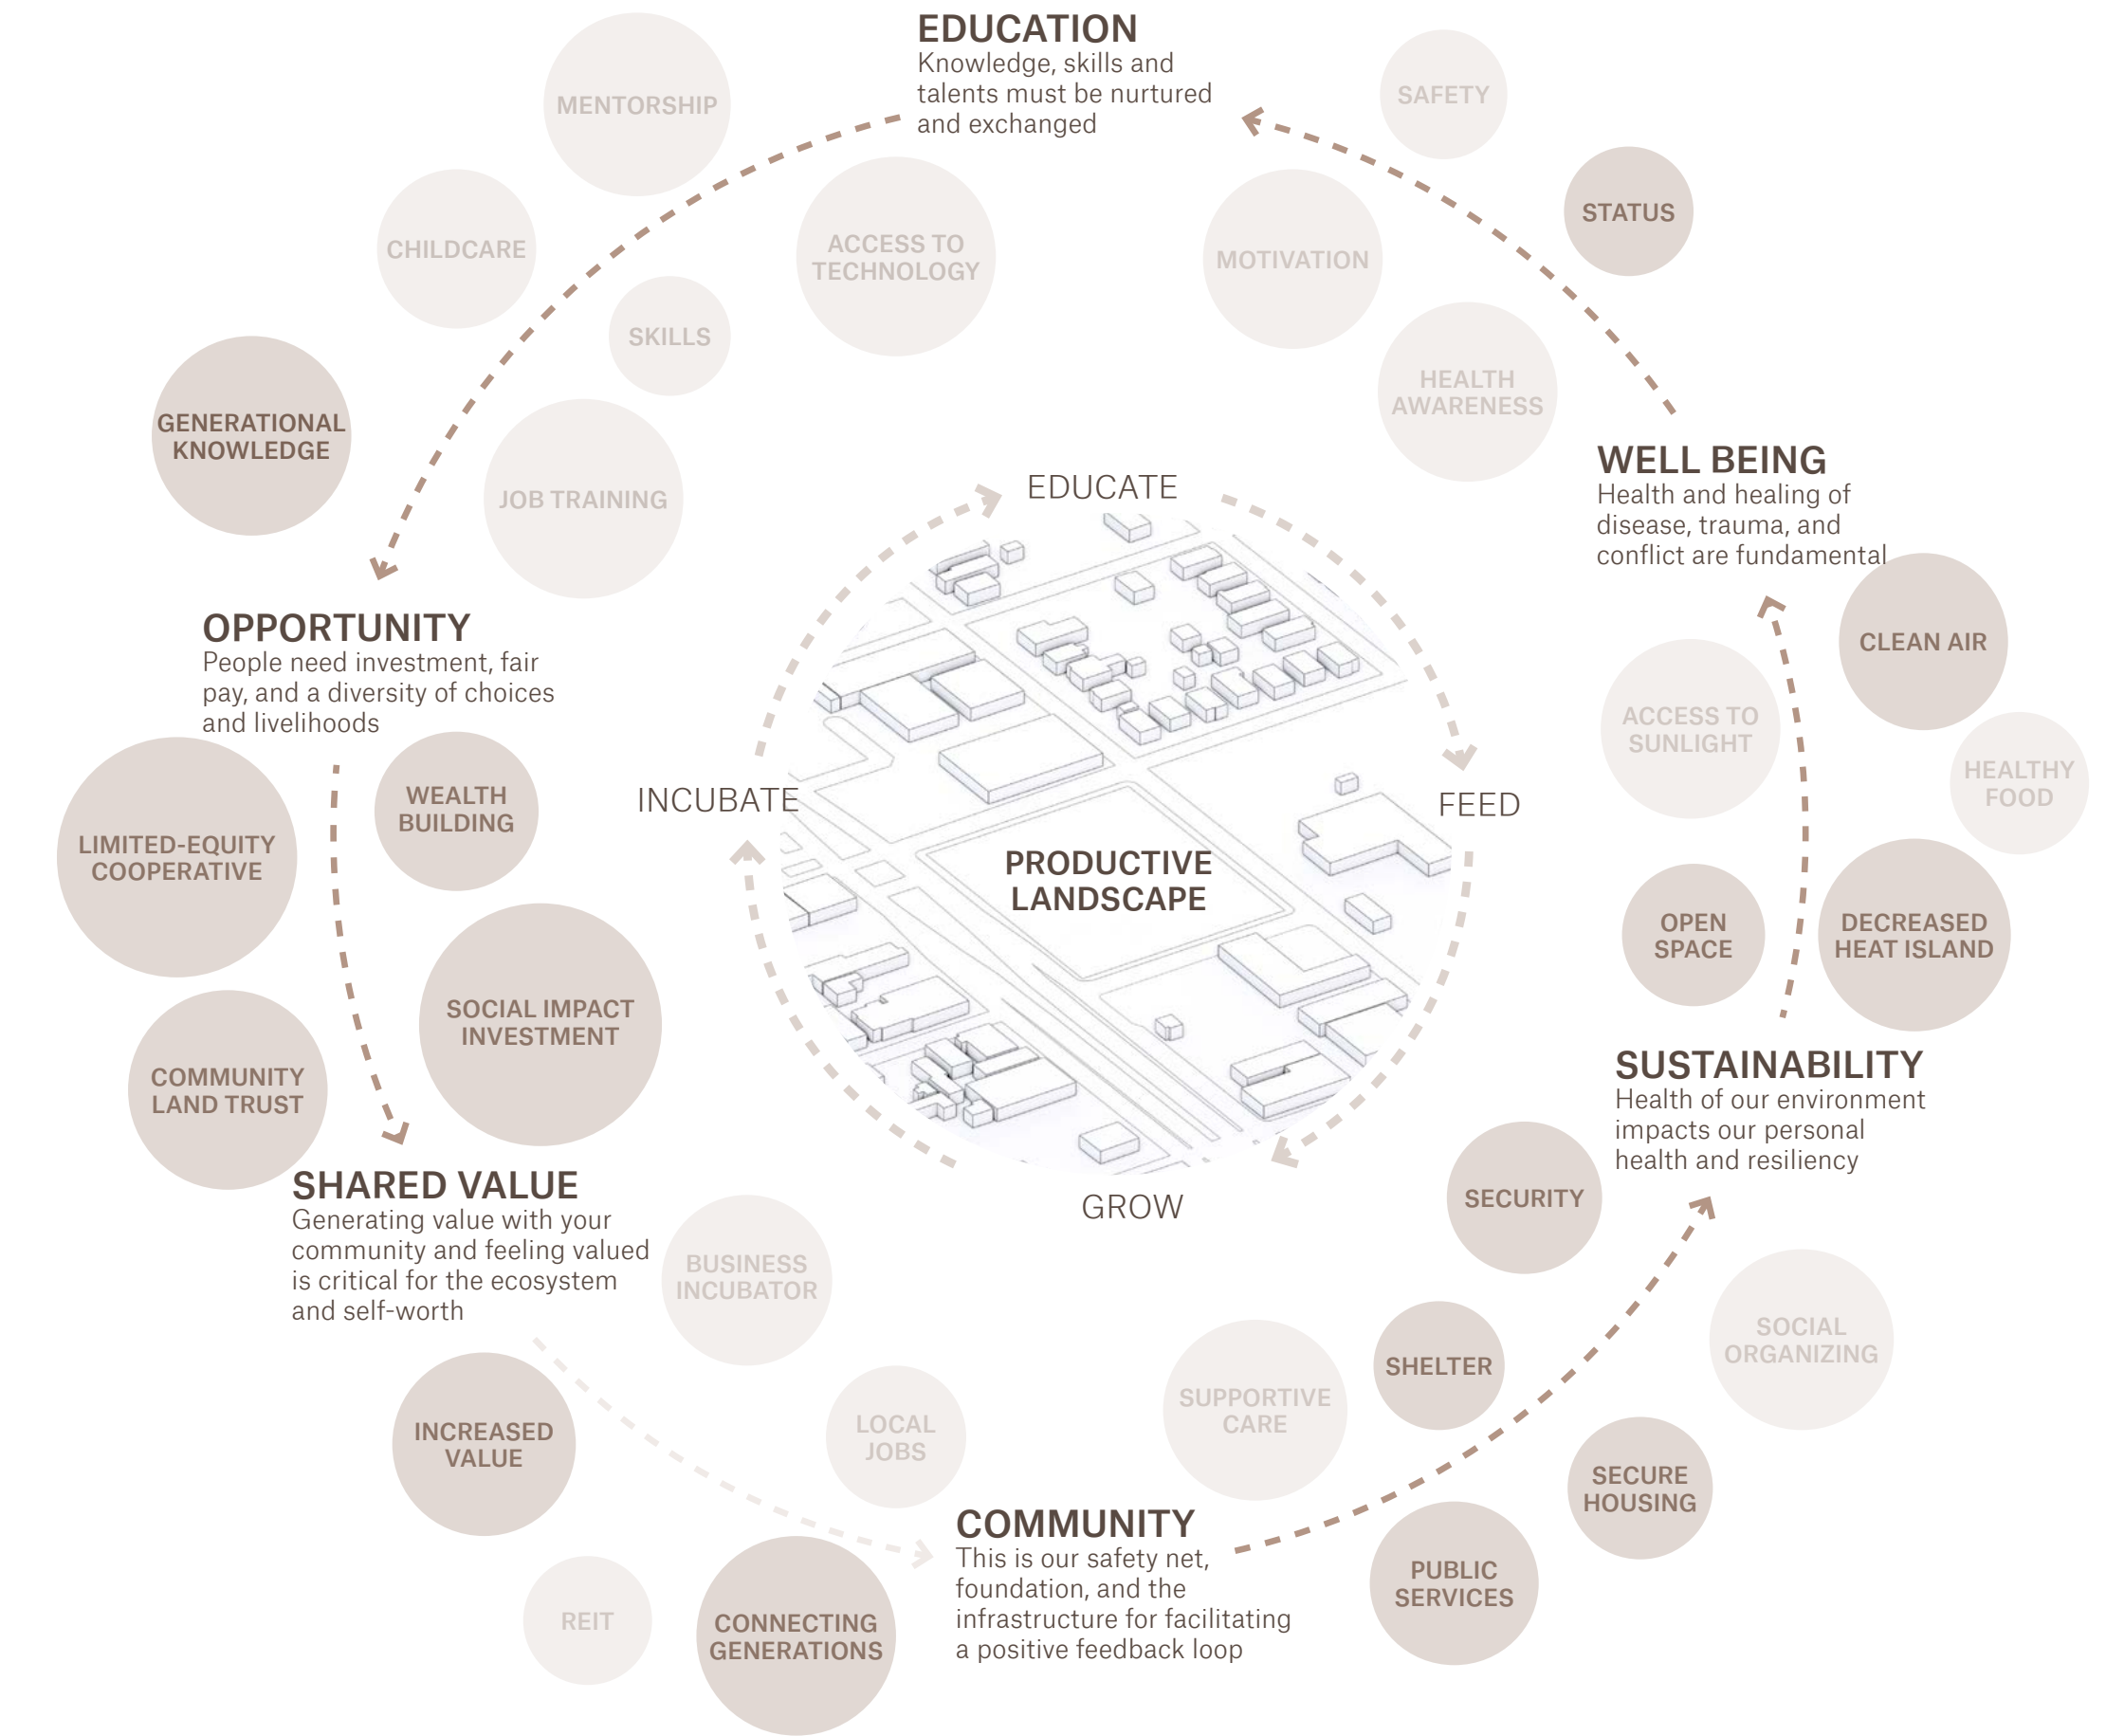 EDUCATION
Knowledge, skills and
talents must be nurtured
and exchanged
MENTORSHIP
CHILDCARE
ACCESS TO
TECHNOLOGY
SKILLS
GENERATIONAL
KNOWLEDGE
JOB TRAINING
SAFETY
STATUS
MOTIVATION
HEALTH
AWARENESS
WELL BEING
Health and healing of
disease, trauma, and
conflict are fundamental
CLEAN AIR
ACCESS TO
SUNLIGHT
HEALTHY
FOOD
OPEN
SPACE
DECREASED
HEAT ISLAND
EDUCATE
FEED
GROW
INCUBATE
PRODUCTIVE
LANDSCAPE
OPPORTUNITY
People need investment, fair
pay, and a diversity of choices
and livelihoods
WEALTH
BUILDING
LIMITED-EQUITY
COOPERATIVE
SOCIAL IMPACT
INVESTMENT
COMMUNITY
LAND TRUST
SHARED VALUE
Generating value with your
community and feeling valued
is critical for the ecosystem
and self-worth
BUSINESS
INCUBATOR
INCREASED
VALUE
LOCAL
JOBS
REIT
CONNECTING
GENERATIONS
COMMUNITY
This is our safety net,
foundation, and the
infrastructure for facilitating
a positive feedback loop
SUSTAINABILITY
Health of our environment
impacts our personal
health and resiliency
SECURITY
SOCIAL
ORGANIZING
SHELTER
SUPPORTIVE
CARE
SECURE
HOUSING
PUBLIC
SERVICES